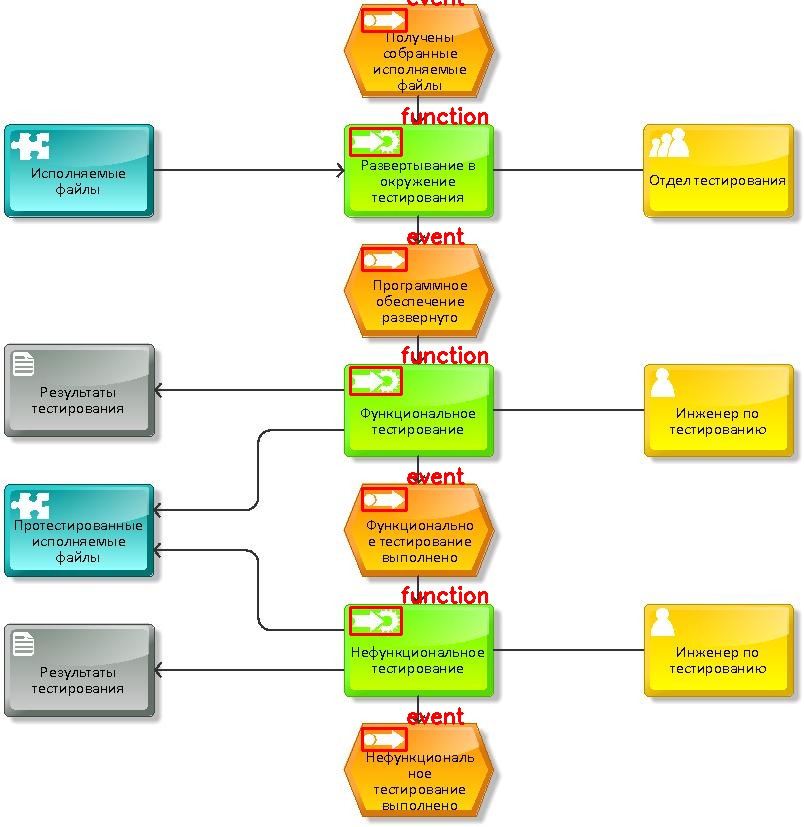 event
Получены
собранные
исполняемые
файлы
function
Исполняемые
файлы
Развертывание в
окружение
тестирования
Отдел тестирования
event
Программное
обеспечение
развернуто
function
Результаты
тестирования
Функциональное
тестирование
Инженер по
тестированию
event
Протестированные
исполняемые
файлы
Функционально
е тестирование
выполнено
function
Результаты
тестирования
Нефункциональное
тестирование
Инженер по
тестированию
event
Нефункциональ
ное
тестирование
выполнено